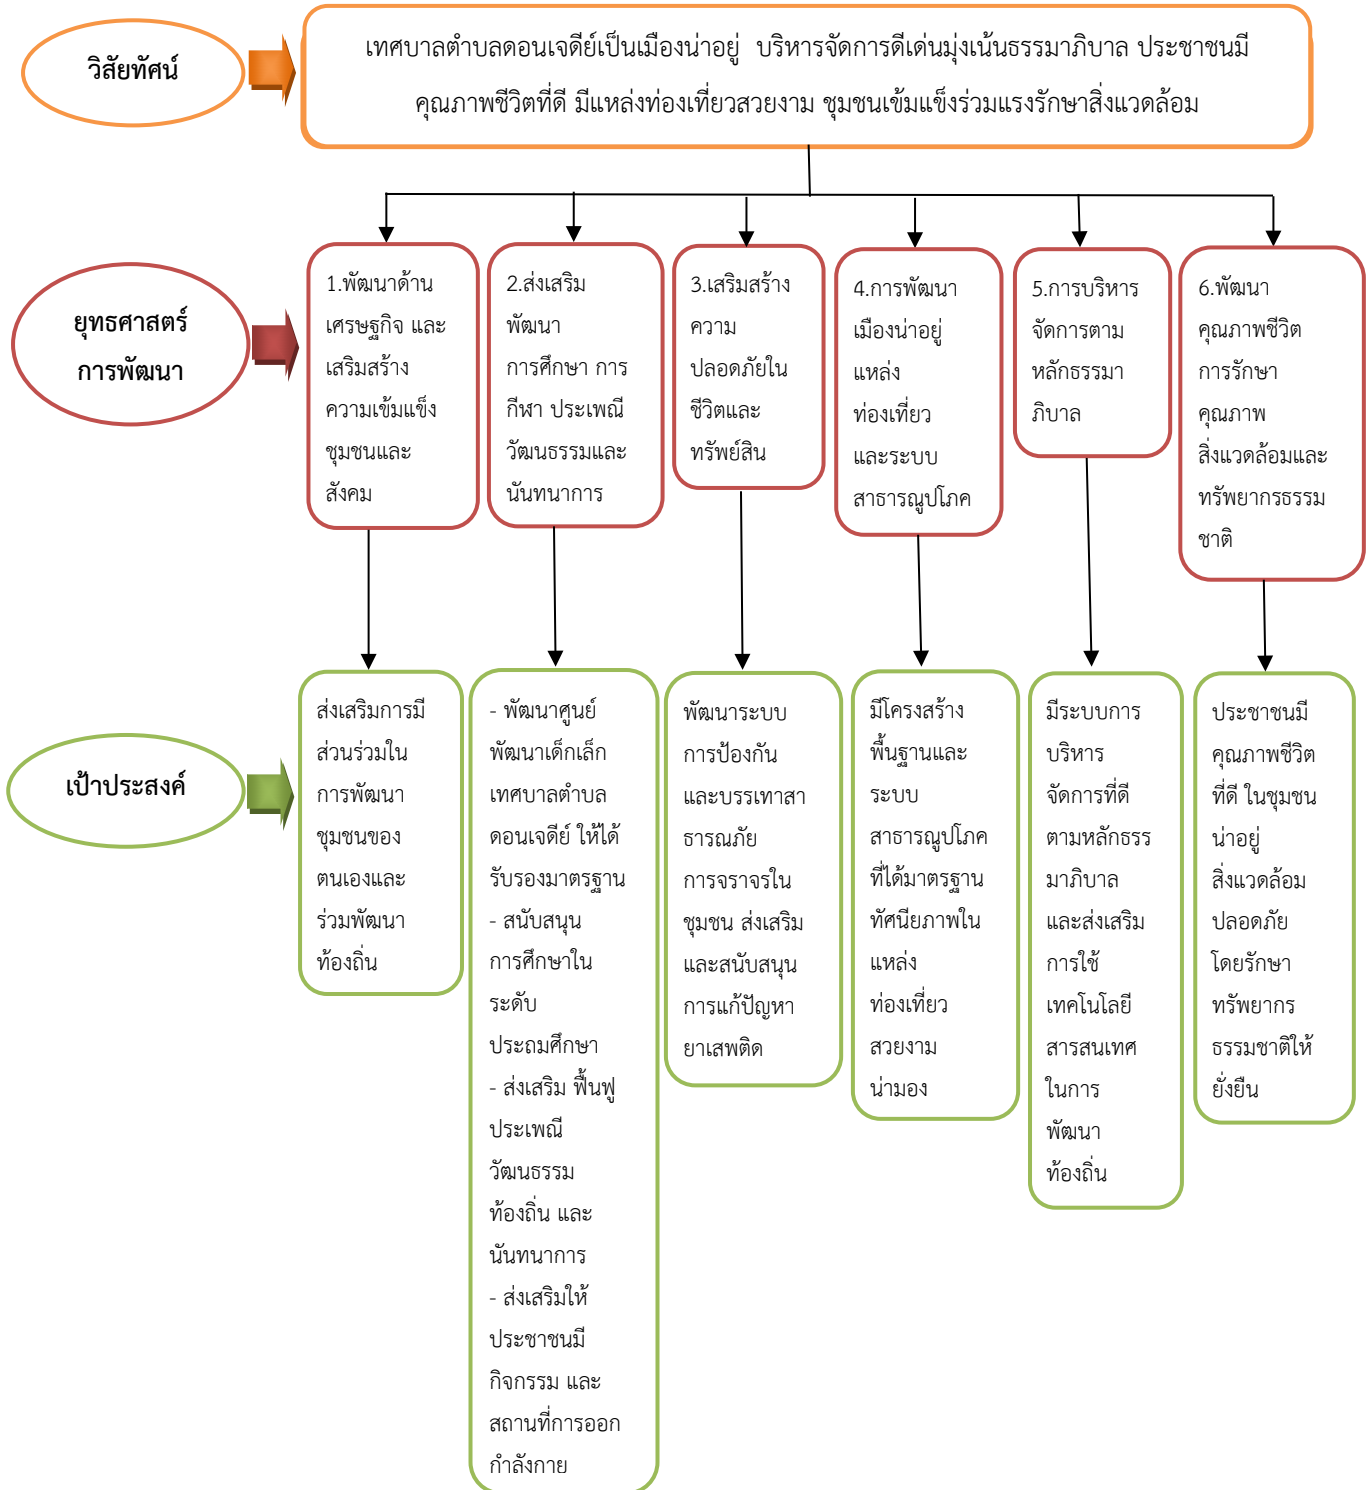 วิสัยทัศน์
เทศบาลตำบลดอนเจดีย์เป็นเมืองน่าอยู่ บริหารจัดการดีเด่นมุ่งเน้นธรรมาภิบาล ประชาชนมี
คุณภาพชีวิตที่ดี มีแหล่งท่องเที่ยวสวยงาม ชุมชนเข้มแข็งร่วมแรงรักษาสิ่งแวดล้อม
ยุทธศาสตร์
การพัฒนา
1.พัฒนาด้าน
เศรษฐกิจ และ
เสริมสร้าง
ความเข้มแข็ง
ชุมชนและ
สังคม
2.ส่งเสริม
พัฒนา
การศึกษา การ
กีฬา ประเพณี
วัฒนธรรมและ
นันทนาการ
3.เสริมสร้าง
ความ
ปลอดภัยใน
ชีวิตและ
ทรัพย์สิน
4.การพัฒนา
เมืองน่าอยู่
แหล่ง
ท่องเที่ยว
และระบบ
สาธารณูปโภค
5.การบริหาร
จัดการตาม
หลักธรรมา
ภิบาล
6.พัฒนา
คุณภาพชีวิต
การรักษา
คุณภาพ
สิ่งแวดล้อมและ
ทรัพยากรธรรม
ชาติ
เป้าประสงค์
ส่งเสริมการมี
ส่วนร่วมใน
การพัฒนา
ชุมชนของ
ตนเองและ
ร่วมพัฒนา
ท้องถิ่น
- พัฒนาศูนย์
พัฒนาเด็กเล็ก
เทศบาลตำบล
ดอนเจดีย์ ให้ได้
รับรองมาตรฐาน
- สนับสนุน
การศึกษาใน
ระดับ
ประถมศึกษา
- ส่งเสริม ฟื้นฟู
ประเพณี
วัฒนธรรม
ท้องถิ่น และ
นันทนาการ
- ส่งเสริมให้
ประชาชนมี
กิจกรรม และ
สถานที่การออก
กำลังกาย
พัฒนาระบบ
การป้องกัน
และบรรเทาสา
ธารณภัย
การจราจรใน
ชุมชน ส่งเสริม
และสนับสนุน
การแก้ปัญหา
ยาเสพติด
มีโครงสร้าง
พื้นฐานและ
ระบบ
สาธารณูปโภค
ที่ได้มาตรฐาน
ทัศนียภาพใน
แหล่ง
ท่องเที่ยว
สวยงาม
น่ามอง
มีระบบการ
บริหาร
จัดการที่ดี
ตามหลักธรร
มาภิบาล
และส่งเสริม
การใช้
เทคโนโลยี
สารสนเทศ
ในการ
พัฒนา
ท้องถิ่น
ประชาชนมี
คุณภาพชีวิต
ที่ดี ในชุมชน
น่าอยู่
สิ่งแวดล้อม
ปลอดภัย
โดยรักษา
ทรัพยากร
ธรรมชาติให้
ยั่งยืน